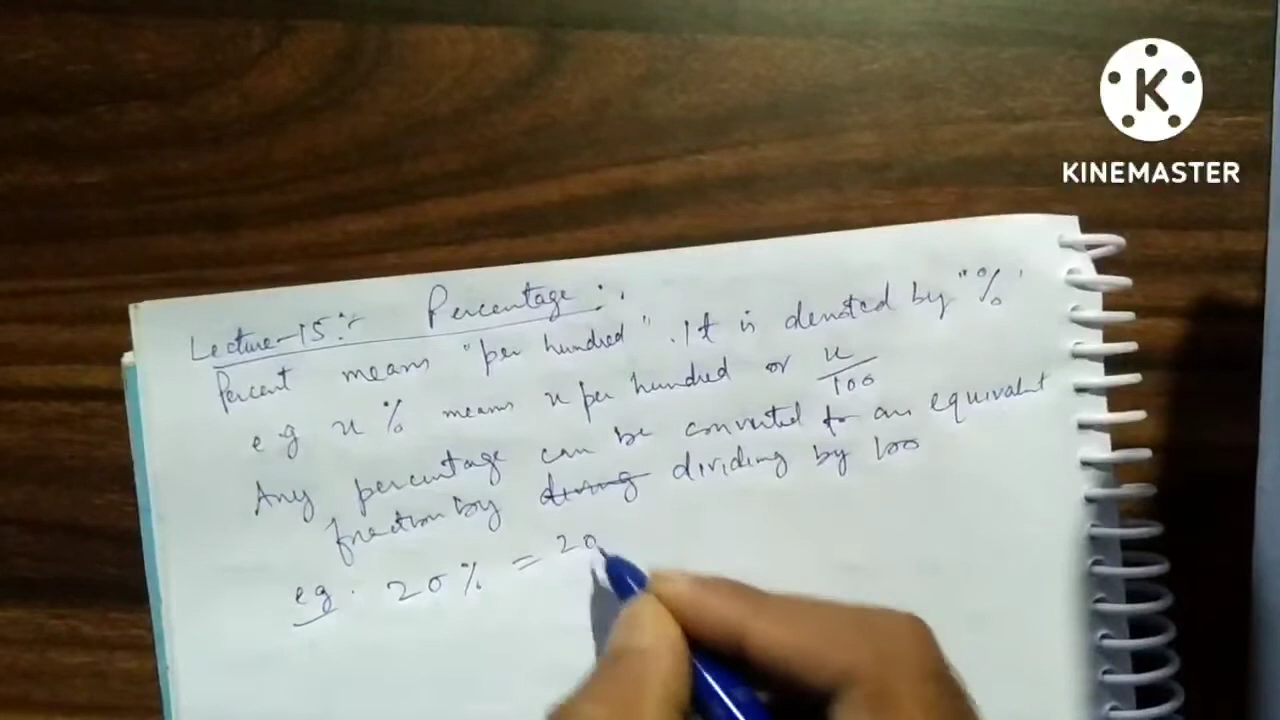 K
KINEMASTER
Lecture-15:- Percentage:.
Percent means "per hundred". It is denoted by "%'
e.g x % means x per hundred or x/100
Any percentage can be converted to an equivalent
fraction by dividing by 100
eg. 20% = 20